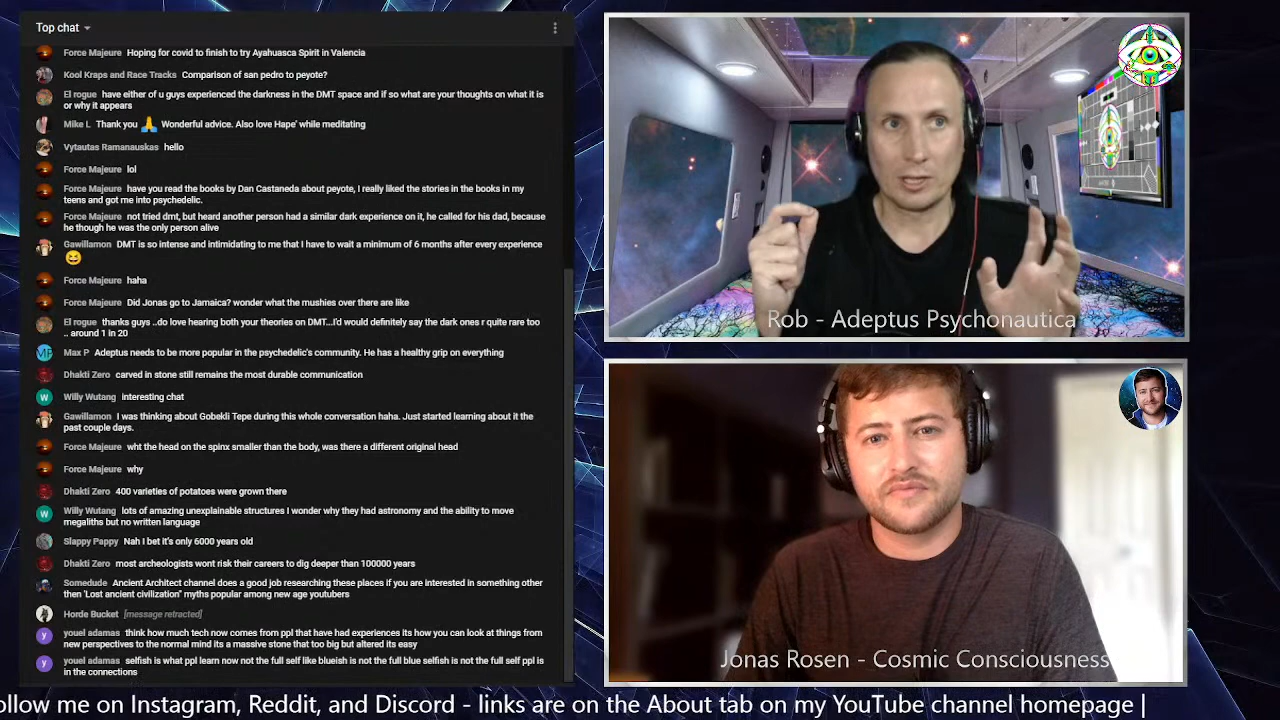 Top chat
Force Majeure Hoping for covid to finish to try Ayahuasca Spirit in Valencia
Kool Kraps and Race Tracks Comparison of san pedro to peyote?
El rogue have either of u guys experienced the darkness in the DMT space and if so what are your thoughts on what it is
or why it appears
Mike L Thank you 🙏 Wonderful advice. Also love Hape' while meditating
Vytautas Ramanauskas hello
Force Majeure lol
Force Majeure have you read the books by Dan Castaneda about peyote, I really liked the stories in the books in my
teens and got me into psychedelic.
Force Majeure not tried dmt, but heard another person had a similar dark experience on it, he called for his dad, because
he though he was the only person alive
Gawillamon DMT is so intense and intimidating to me that I have to wait a minimum of 6 months after every experience
😆
Force Majeure haha
Force Majeure Did Jonas go to Jamaica? wonder what the mushies over there are like
El rogue thanks guys ..do love hearing both your theories on DMT...I'd would definitely say the dark ones r quite rare too
.. around 1 in 20
MP Max P Adeptus needs to be more popular in the psychedelic's community. He has a healthy grip on everything
Dhakti Zero carved in stone still remains the most durable communication
W Willy Wutang interesting chat
Gawillamon I was thinking about Gobekli Tepe during this whole conversation haha. Just started learning about it the
past couple days.
Force Majeure wht the head on the spinx smaller than the body, was there a different original head
Force Majeure why
Dhakti Zero 400 varieties of potatoes were grown there
W Willy Wutang lots of amazing unexplainable structures I wonder why they had astronomy and the ability to move
megaliths but no written language
Slappy Pappy Nah I bet it's only 6000 years old
Dhakti Zero most archeologists wont risk their careers to dig deeper than 100000 years
Somedude Ancient Architect channel does a good job researching these places if you are interested in something other
then 'Lost ancient civilization" myths popular among new age youtubers
Horde Bucket [message retracted]
y youel adamas think how much tech now comes from ppl that have had experiences its how you can look at things from
new perspectives to the normal mind its a massive stone that too big but altered its easy
y youel adamas selfish is what ppl learn now not the full self like blueish is not the full blue selfish is not the full self ppl is
in the connections
Rob - Adeptus Psychonautica
Jonas Rosen - Cosmic Consciousness
ollow me on Instagram, Reddit, and Discord - links are on the About tab on my YouTube channel homepage |